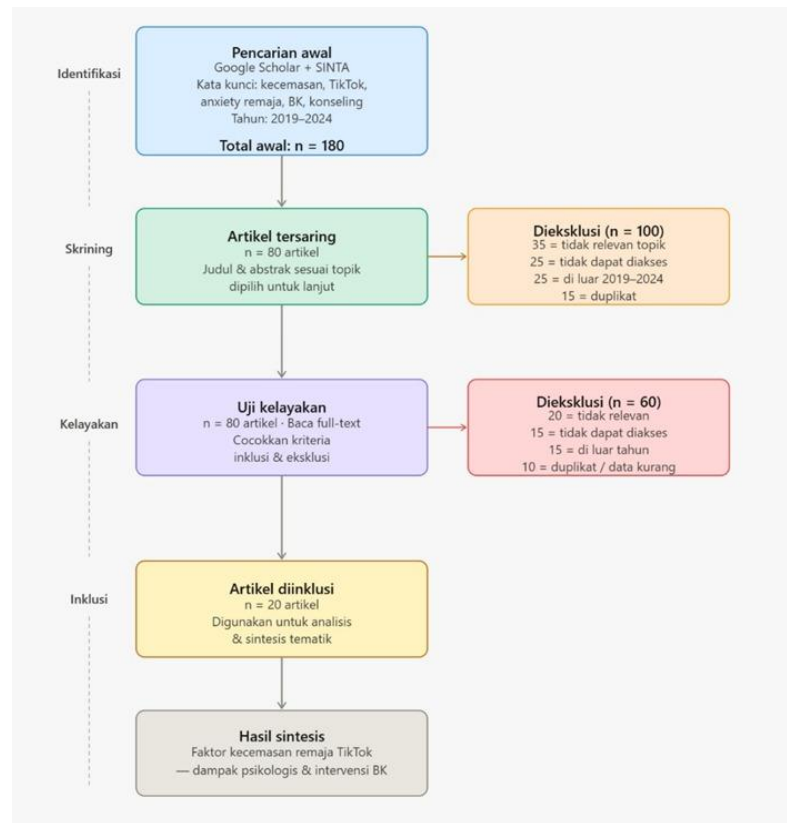 Identifikasi
Pencarian awal
Google Scholar + SINTA
Kata kunci: kecemasan, TikTok,
anxiety remaja, BK, konseling
Tahun: 2019–2024
Total awal: n = 180
Skrining
Artikel tersaring
n = 80 artikel
Judul & abstrak sesuai topik
dipilih untuk lanjut
Dieksklusi (n = 100)
35 = tidak relevan topik
25 = tidak dapat diakses
25 = di luar 2019–2024
15 = duplikat
Kelayakan
Uji kelayakan
n = 80 artikel · Baca full-text
Cocokkan kriteria
inklusi & eksklusi
Dieksklusi (n = 60)
20 = tidak relevan
15 = tidak dapat diakses
15 = di luar tahun
10 = duplikat / data kurang
Inklusi
Artikel diinklusi
n = 20 artikel
Digunakan untuk analisis
& sintesis tematik
Hasil sintesis
Faktor kecemasan remaja TikTok
— dampak psikologis & intervensi BK